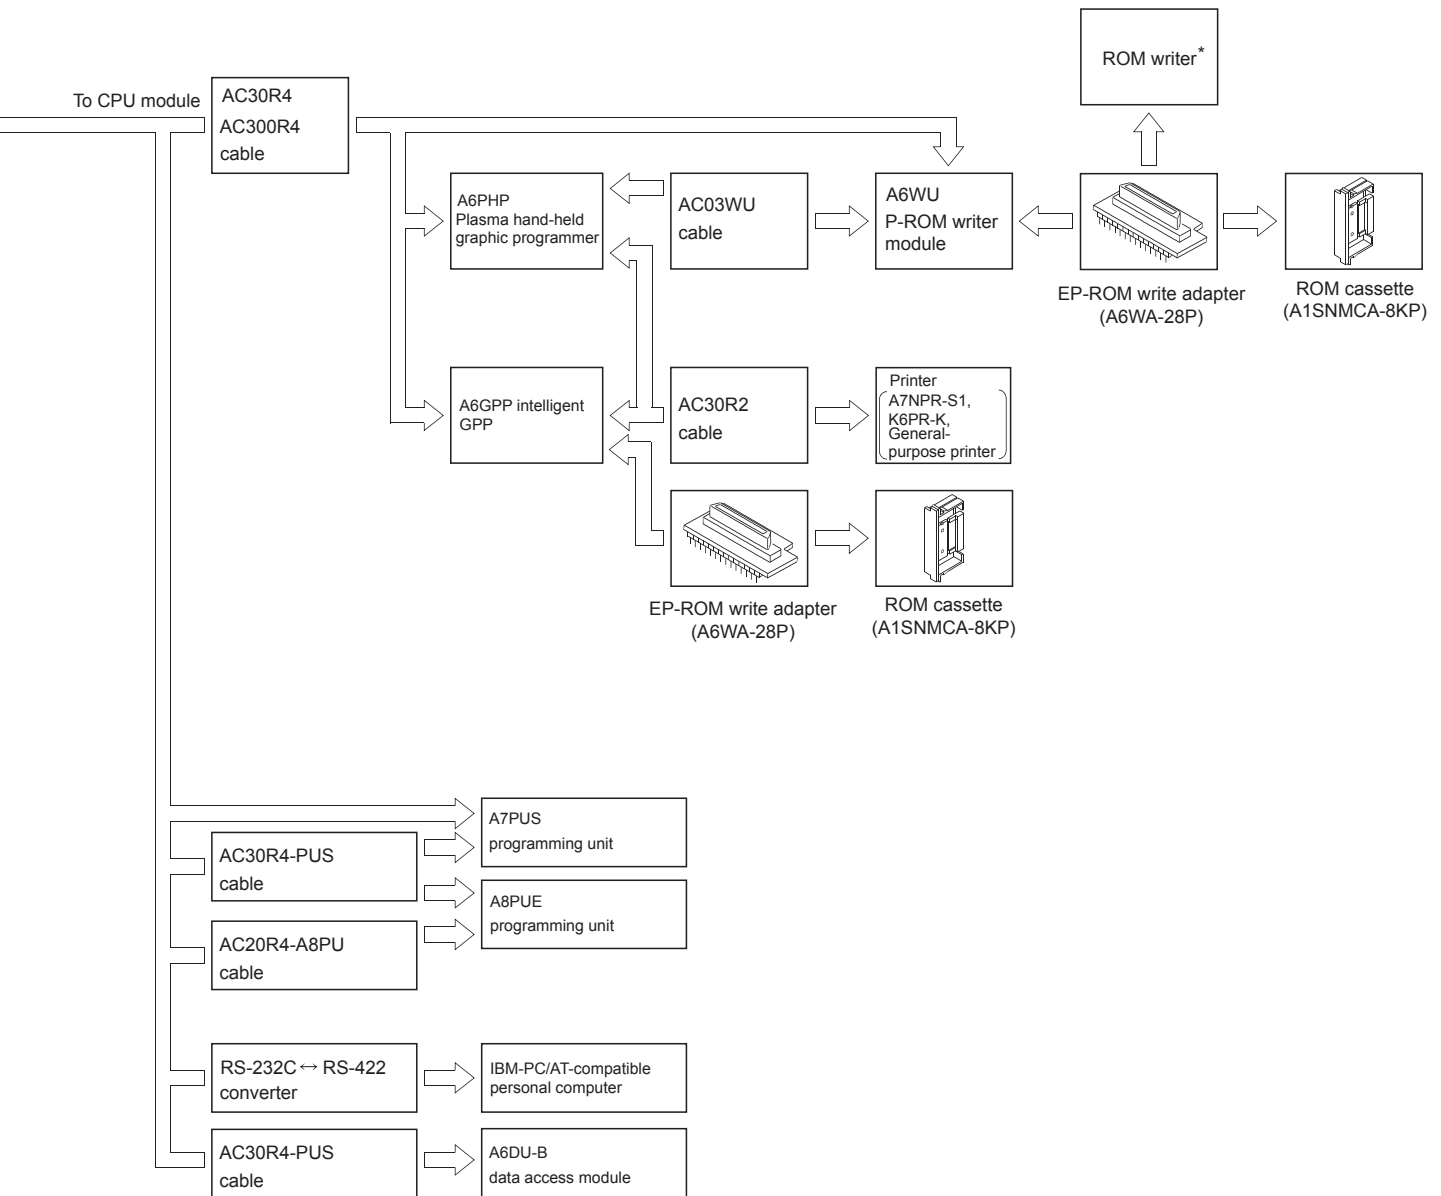 ROM writer*
To CPU module
AC30R4
AC300R4
cable
A6PHP
Plasma hand-held
graphic programmer
AC03WU
cable
A6WU
P-ROM writer
module
EP-ROM write adapter
(A6WA-28P)
ROM cassette
(A1SNMCA-8KP)
A6GPP intelligent
GPP
AC30R2
cable
Printer
A7NPR-S1,
K6PR-K,
General-
purpose printer
EP-ROM write adapter
(A6WA-28P)
ROM cassette
(A1SNMCA-8KP)
A7PUS
programming unit
AC30R4-PUS
cable
A8PUE
programming unit
AC20R4-A8PU
cable
RS-232C↔RS-422
converter
IBM-PC/AT-compatible
personal computer
AC30R4-PUS
cable
A6DU-B
data access module